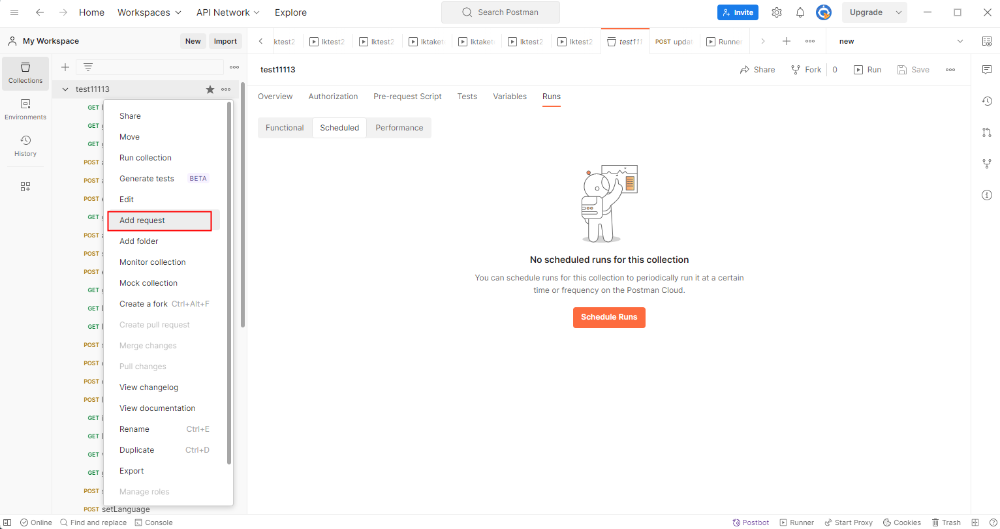 Home Workspaces API Network Explore Search Postman Invite Upgrade
My Workspace New Import ktest2 lktest2 lktest2 lktaket lktaket lktest2 lktest2 test111 POST updat Runner new
Collections
Environments
History
test11113
GET
GET
GET
POST
POST
POST
GET
POST
POST
POST
GET
GET
GET
POST
POST
POST
POST
GET
GET
GET
GET
POST
POST setLanguage
Share
Move
Run collection
Generate tests BETA
Edit
Add request
Add folder
Monitor collection
Mock collection
Create a fork Ctrl+Alt+F
Create pull request
Merge changes
Pull changes
View changelog
View documentation
Rename Ctrl+E
Duplicate Ctrl+D
Export
Manage roles
test11113 Share Fork 0 Run Save
Overview Authorization Pre-request Script Tests Variables Runs
Functional Scheduled Performance
No scheduled runs for this collection
You can schedule runs for this collection to periodically run it at a certain
time or frequency on the Postman Cloud.
Schedule Runs
Online Find and replace Console Postbot Runner Start Proxy Cookies Trash